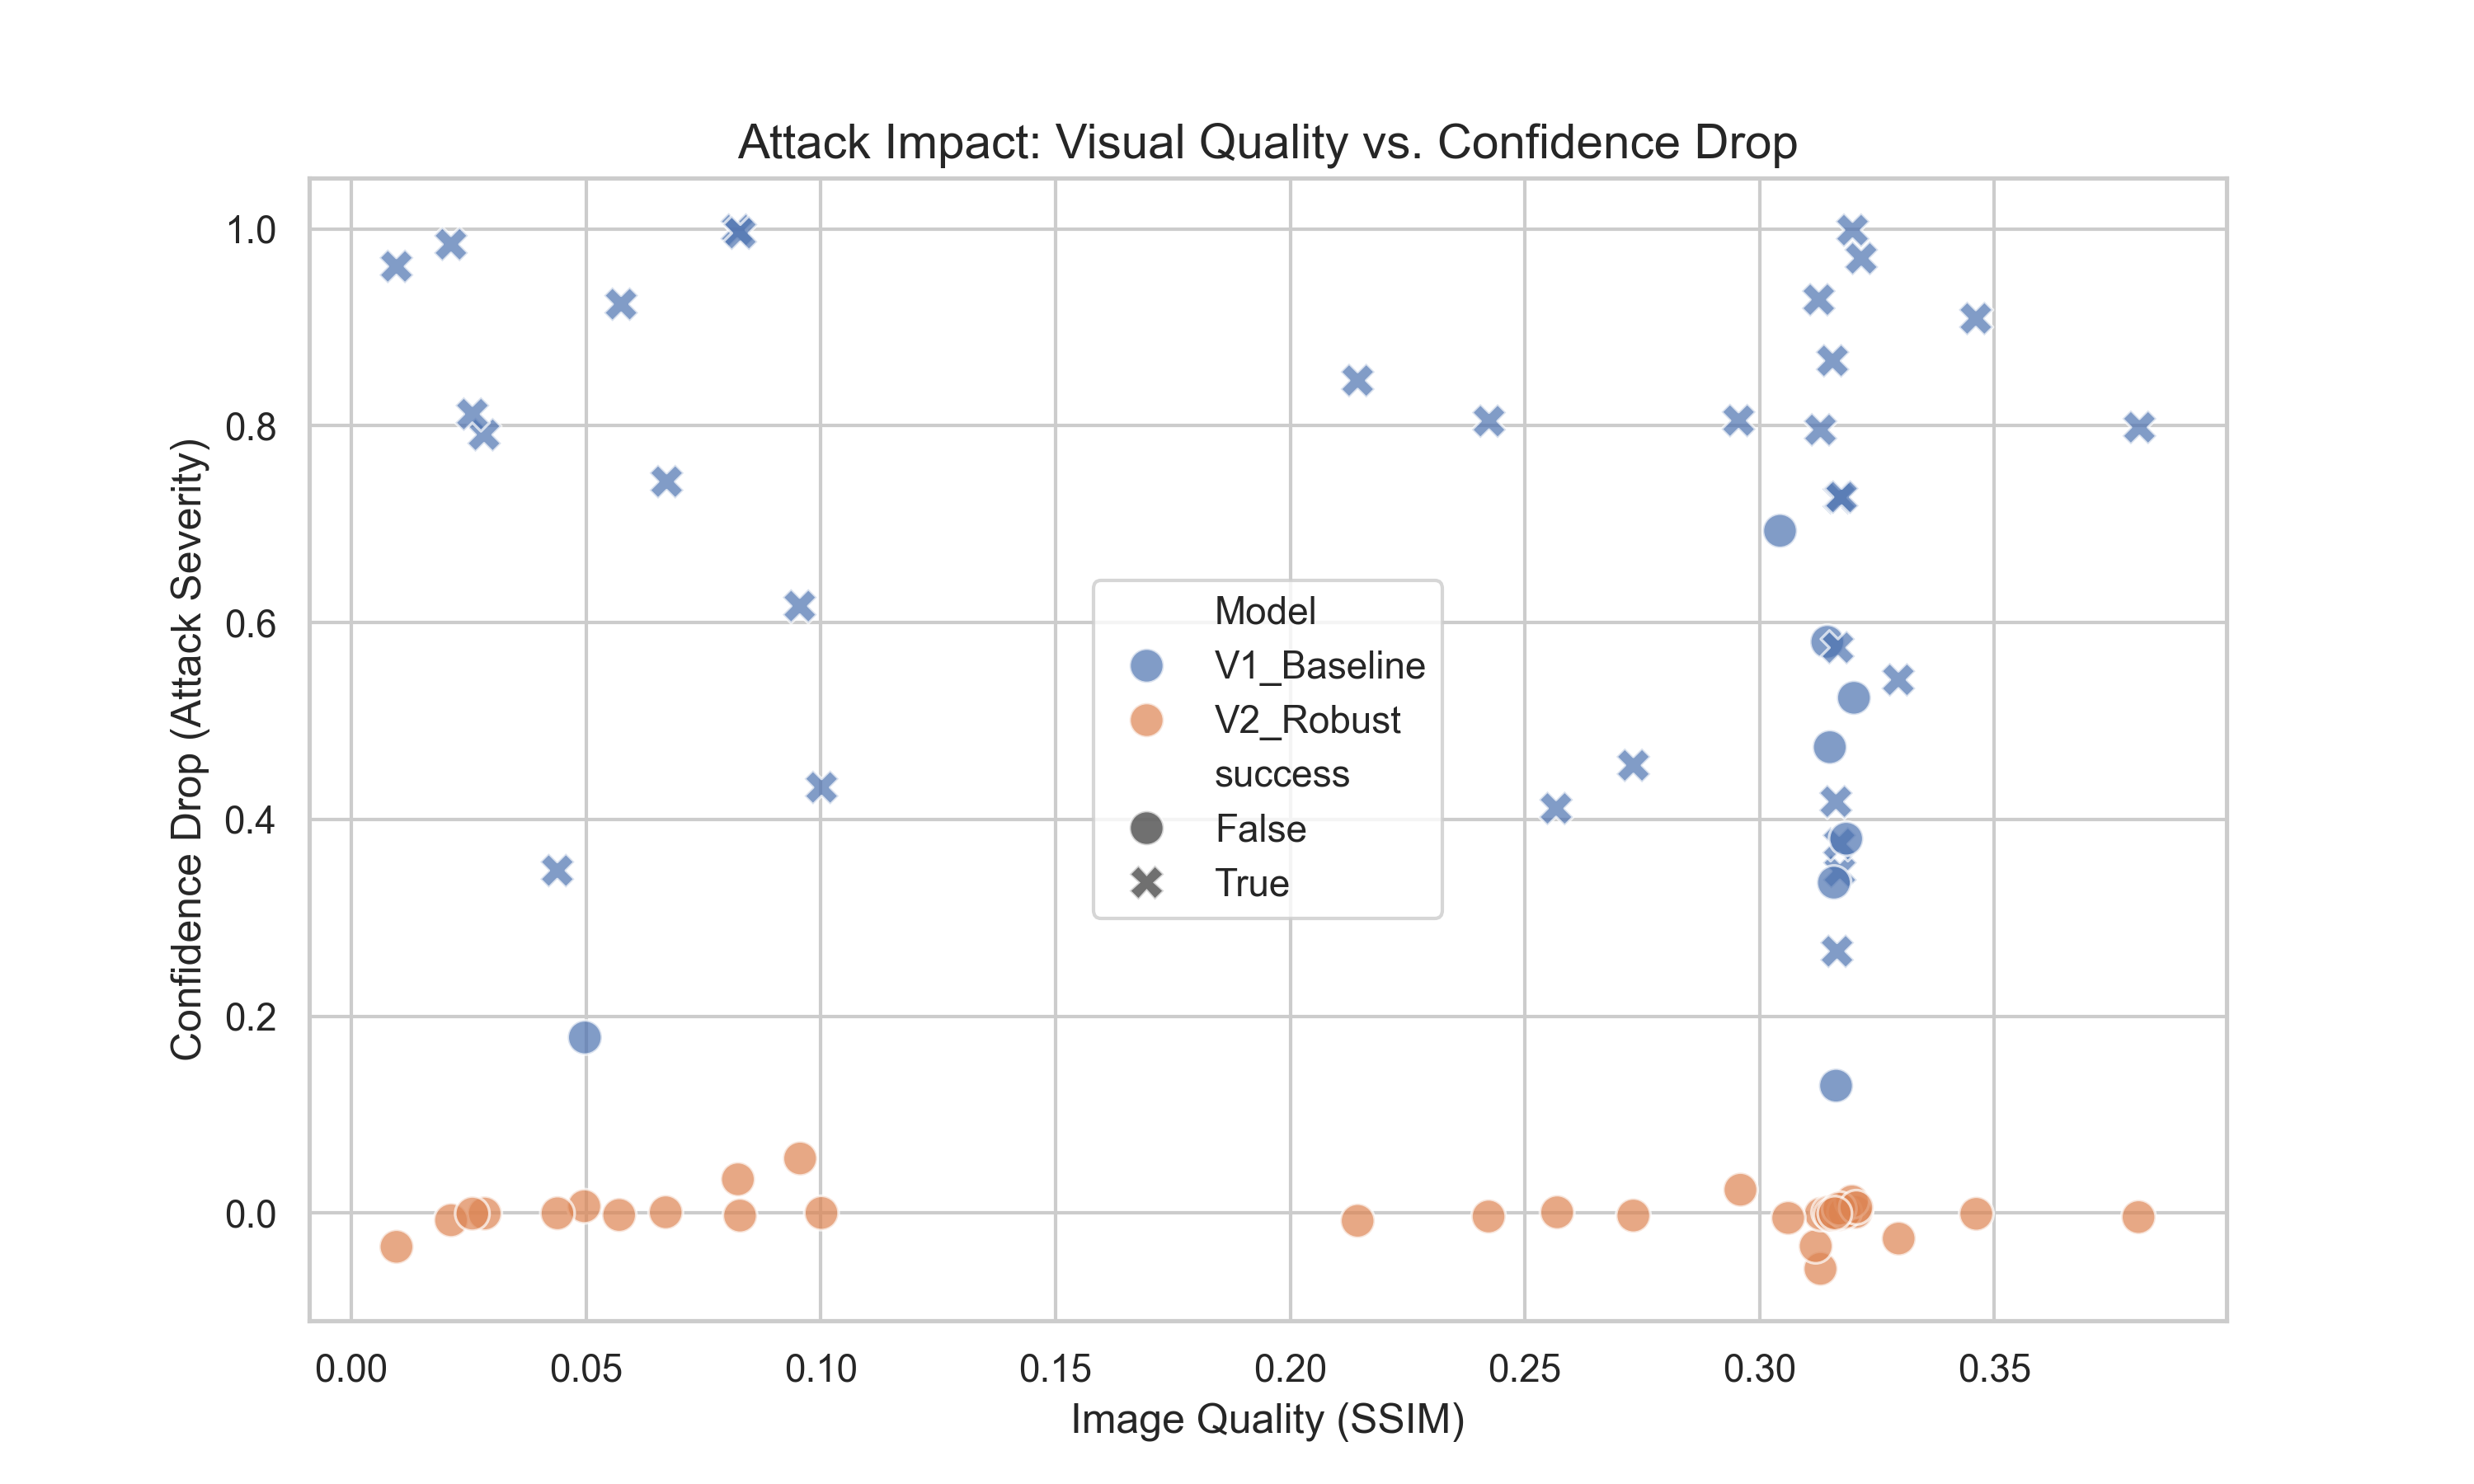 Attack Impact: Visual Quality vs. Confidence Drop
Confidence Drop (Attack Severity)
1.0
0.8
0.6
0.4
0.2
0.0
Model
V1_Baseline
V2_Robust
success
False
True
0.00 0.05 0.10 0.15 0.20 0.25 0.30 0.35
Image Quality (SSIM)